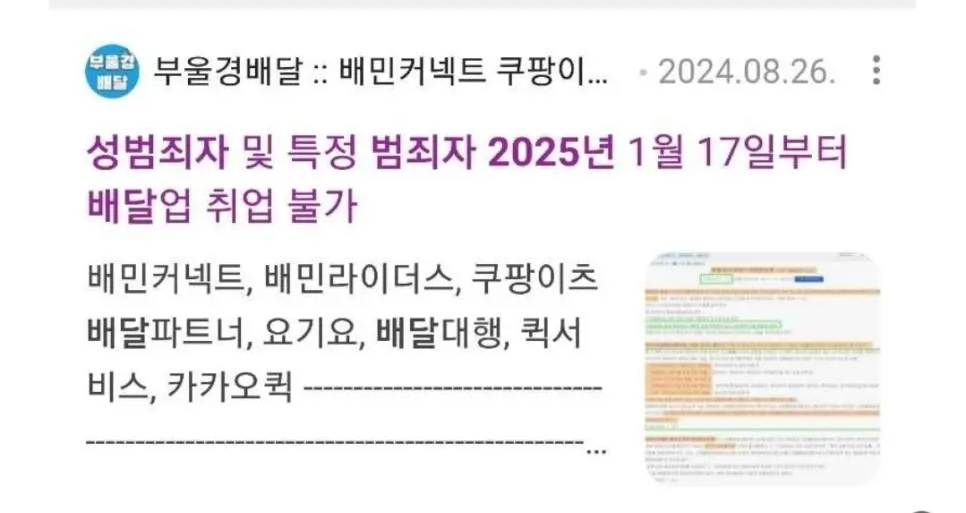 부울경
배달
부울경배달 :: 배민커넥트 쿠팡이... • 2024.08.26.
성범죄자 및 특정 범죄자 2025년 1월 17일부터
배달업 취업 불가
배민커넥트, 배민라이더스, 쿠팡이츠
배달파트너, 요기요, 배달대행, 퀵서
비스, 카카오퀵 ------------------------------
--------------------------------------------------...